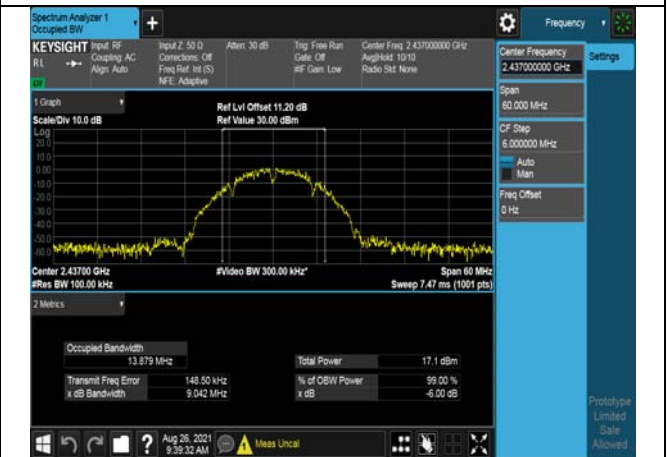 Spectrum Analyzer 1
Occupied BW
Frequency
KEYSIGHT
Input: RF
Input Z: 50 Ω
Atten: 30 dB
Trig: Free Run
Center Freq: 2.437000000 GHz
RL
Coupling: AC
Corrections: Off
Gate: Off
Avg|Hold: 10/10
Align: Auto
Freq Ref: Int (S)
#IF Gain: Low
Radio Std: None
NFE: Adaptive
Center Frequency
2.437000000 GHz
Settings
Span
60.000 MHz
CF Step
6.000000 MHz
Auto
Man
Freq Offset
0 Hz
1 Graph
Ref Lvl Offset 11.20 dB
Scale/Div 10.0 dB
Ref Value 30.00 dBm
Log
20.0
10.0
0.00
-10.0
-20.0
-30.0
-40.0
-50.0
-60.0
Center 2.43700 GHz
#Video BW 300.00 kHz*
Span 60 MHz
#Res BW 100.00 kHz
Sweep 7.47 ms (1001 pts)
2 Metrics
Occupied Bandwidth
13.879 MHz
Total Power
17.1 dBm
Transmit Freq Error
148.50 kHz
% of OBW Power
99.00 %
x dB Bandwidth
9.042 MHz
x dB
-6.00 dB
Prototype
Limited
Sale
Allowed
Aug 26, 2021
9:39:32 AM
Meas Uncal